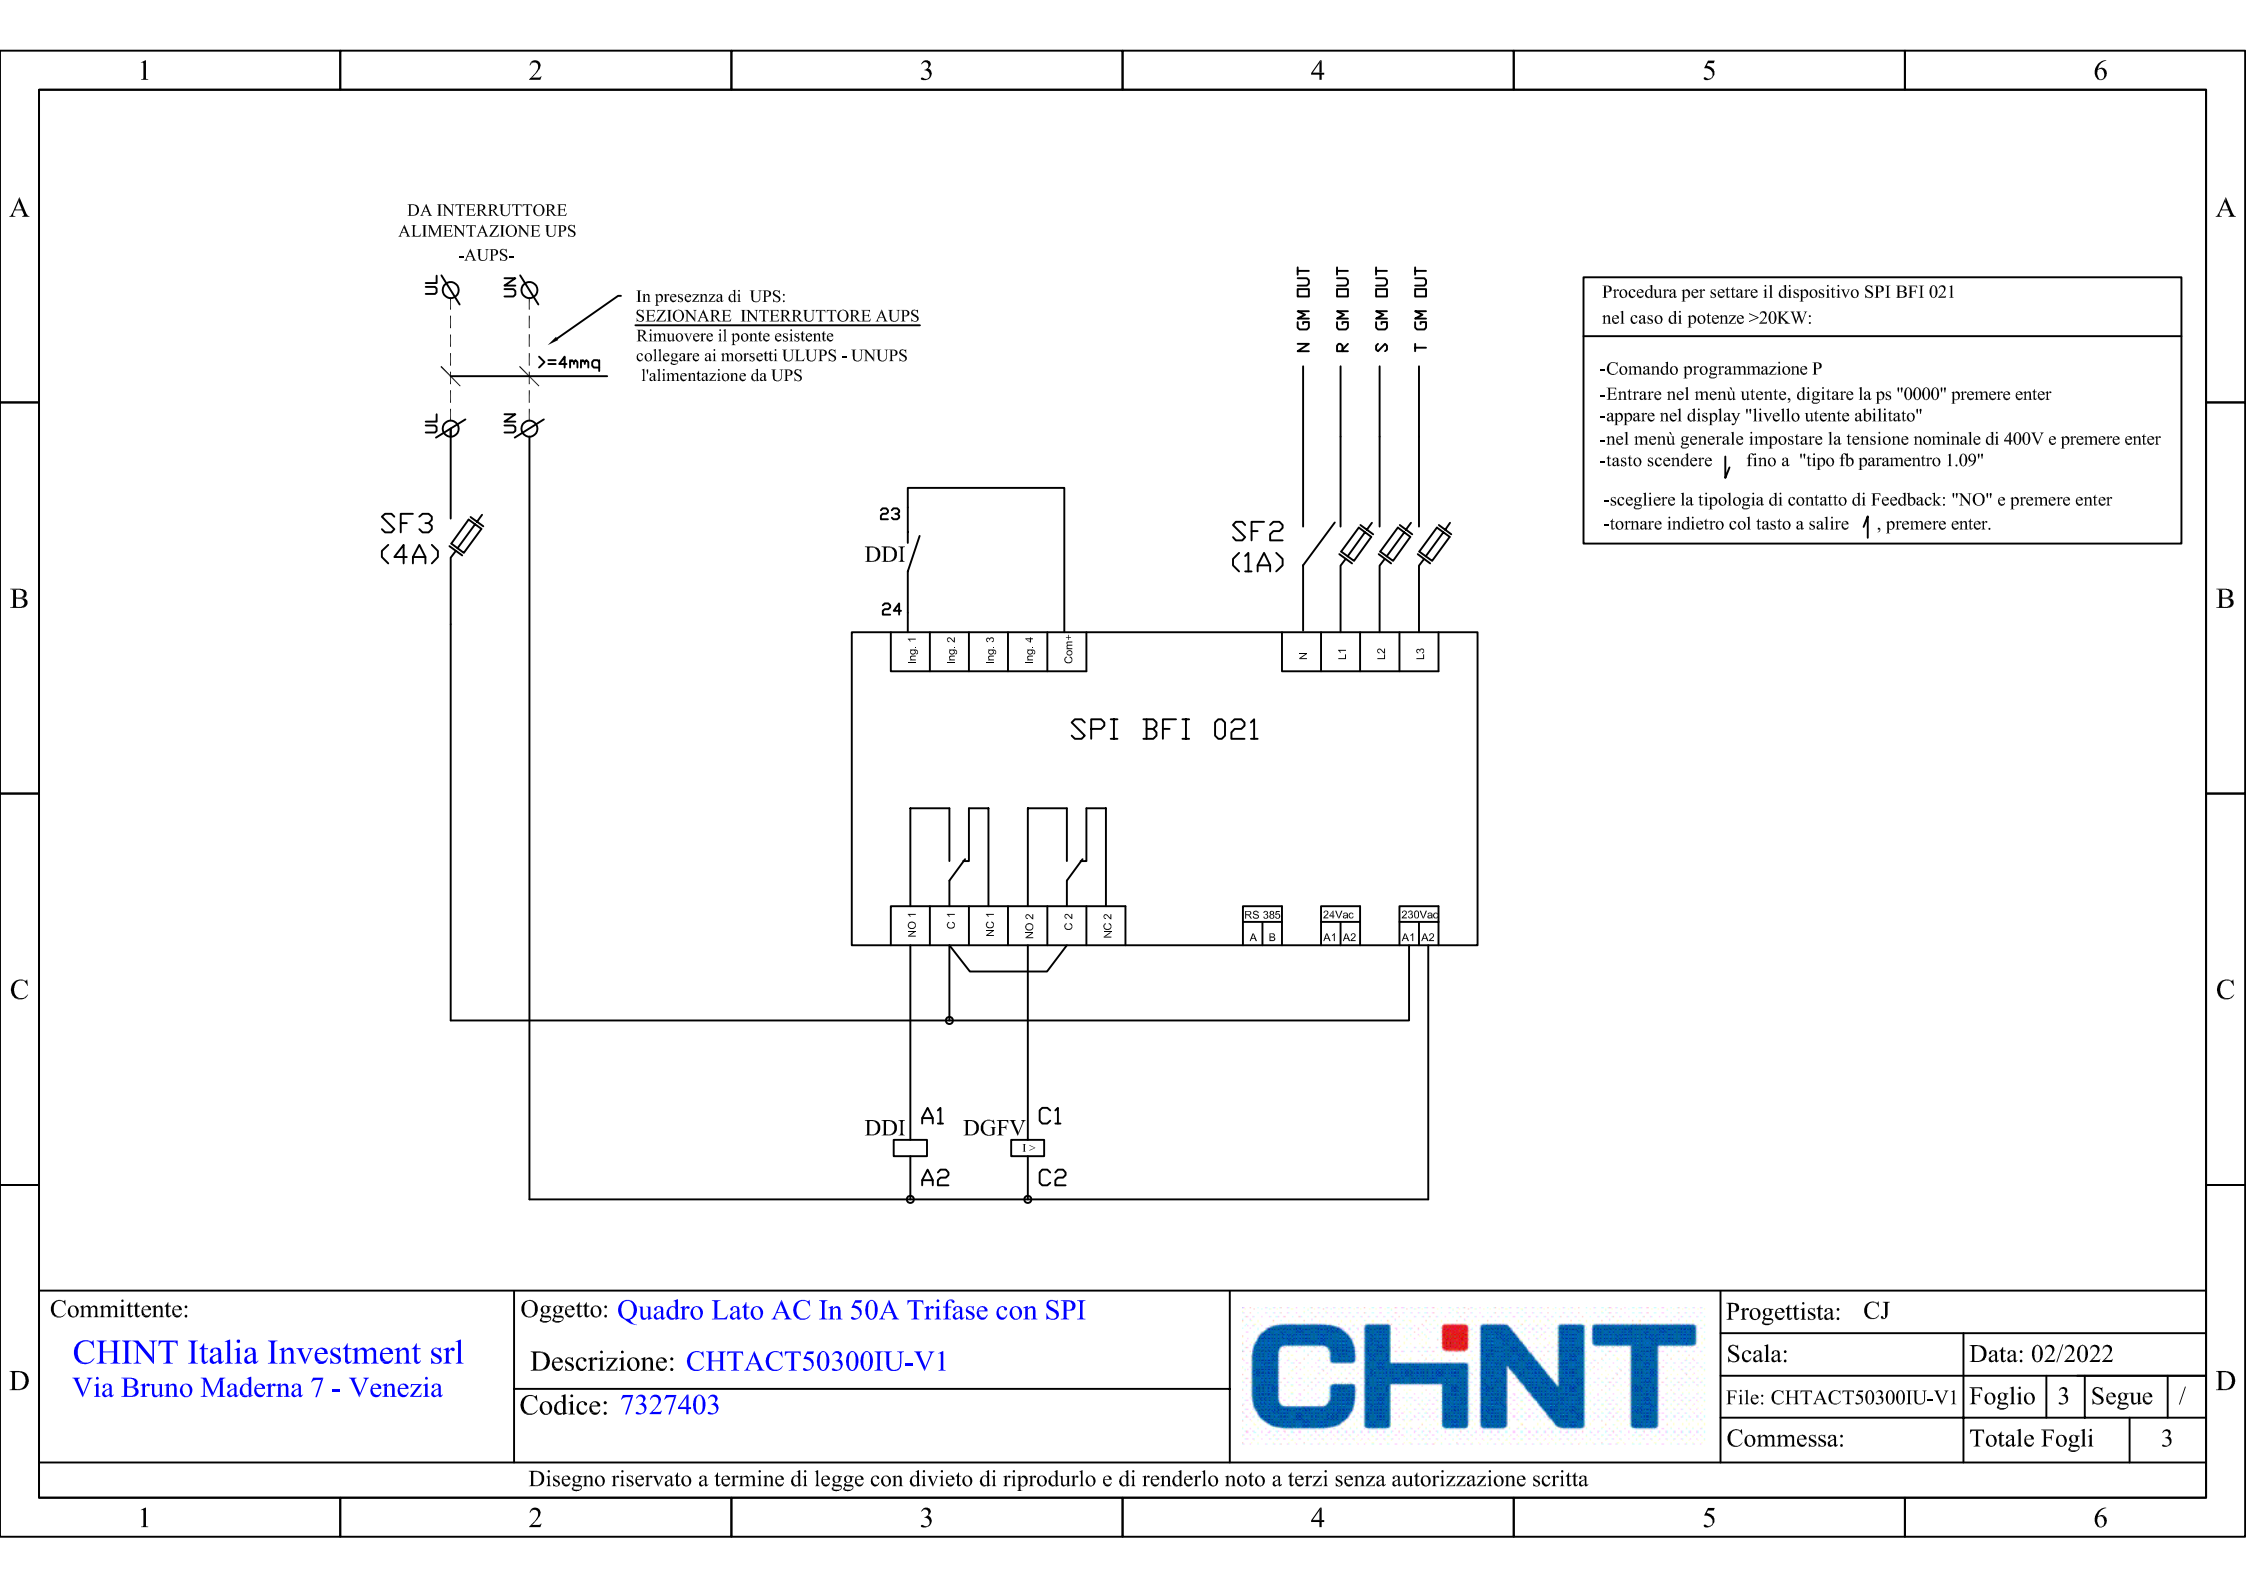 1 2 3 4 5 6
A A
DA INTERRUTTORE
ALIMENTAZIONE UPS
-AUPS-
UL UN
In preseznza di UPS:
SEZIONARE INTERRUTTORE AUPS
Rimuovere il ponte esistente
collegare ai morsetti ULUPS - UNUPS
l'alimentazione da UPS
>=4mmq
UL UN
N GM OUT
R GM OUT
S GM OUT
T GM OUT
Procedura per settare il dispositivo SPI BFI 021
nel caso di potenze >20KW:
-Comando programmazione P
-Entrare nel menù utente, digitare la ps "0000" premere enter
-appare nel display "livello utente abilitato"
-nel menù generale impostare la tensione nominale di 400V e premere enter
-tasto scendere fino a "tipo fb paramentro 1.09"
-scegliere la tipologia di contatto di Feedback: "NO" e premere enter
-tornare indietro col tasto a salire , premere enter.
SF3
(4A)
23
DDI
24
SF2
(1A)
B B
Ing. 1 Ing. 2 Ing. 3 Ing. 4 Com+
N L1 L2 L3
SPI BFI 021
NO 1 C 1 NC 1 NO 2 C 2 NC 2
RS 385 24Vac 230Vac
A B A1 A2 A1 A2
C C
DDI A1 DGFV C1
I >
A2 C2
D D
Committente:
CHINT Italia Investment srl
Via Bruno Maderna 7 - Venezia
Oggetto: Quadro Lato AC In 50A Trifase con SPI
Descrizione: CHTACT50300IU-V1
Codice: 7327403
CHINT
Progettista: CJ
Scala: Data: 02/2022
File: CHTACT50300IU-V1 Foglio 3 Segue /
Commessa: Totale Fogli 3
Disegno riservato a termine di legge con divieto di riprodurlo e di renderlo noto a terzi senza autorizzazione scritta
1 2 3 4 5 6